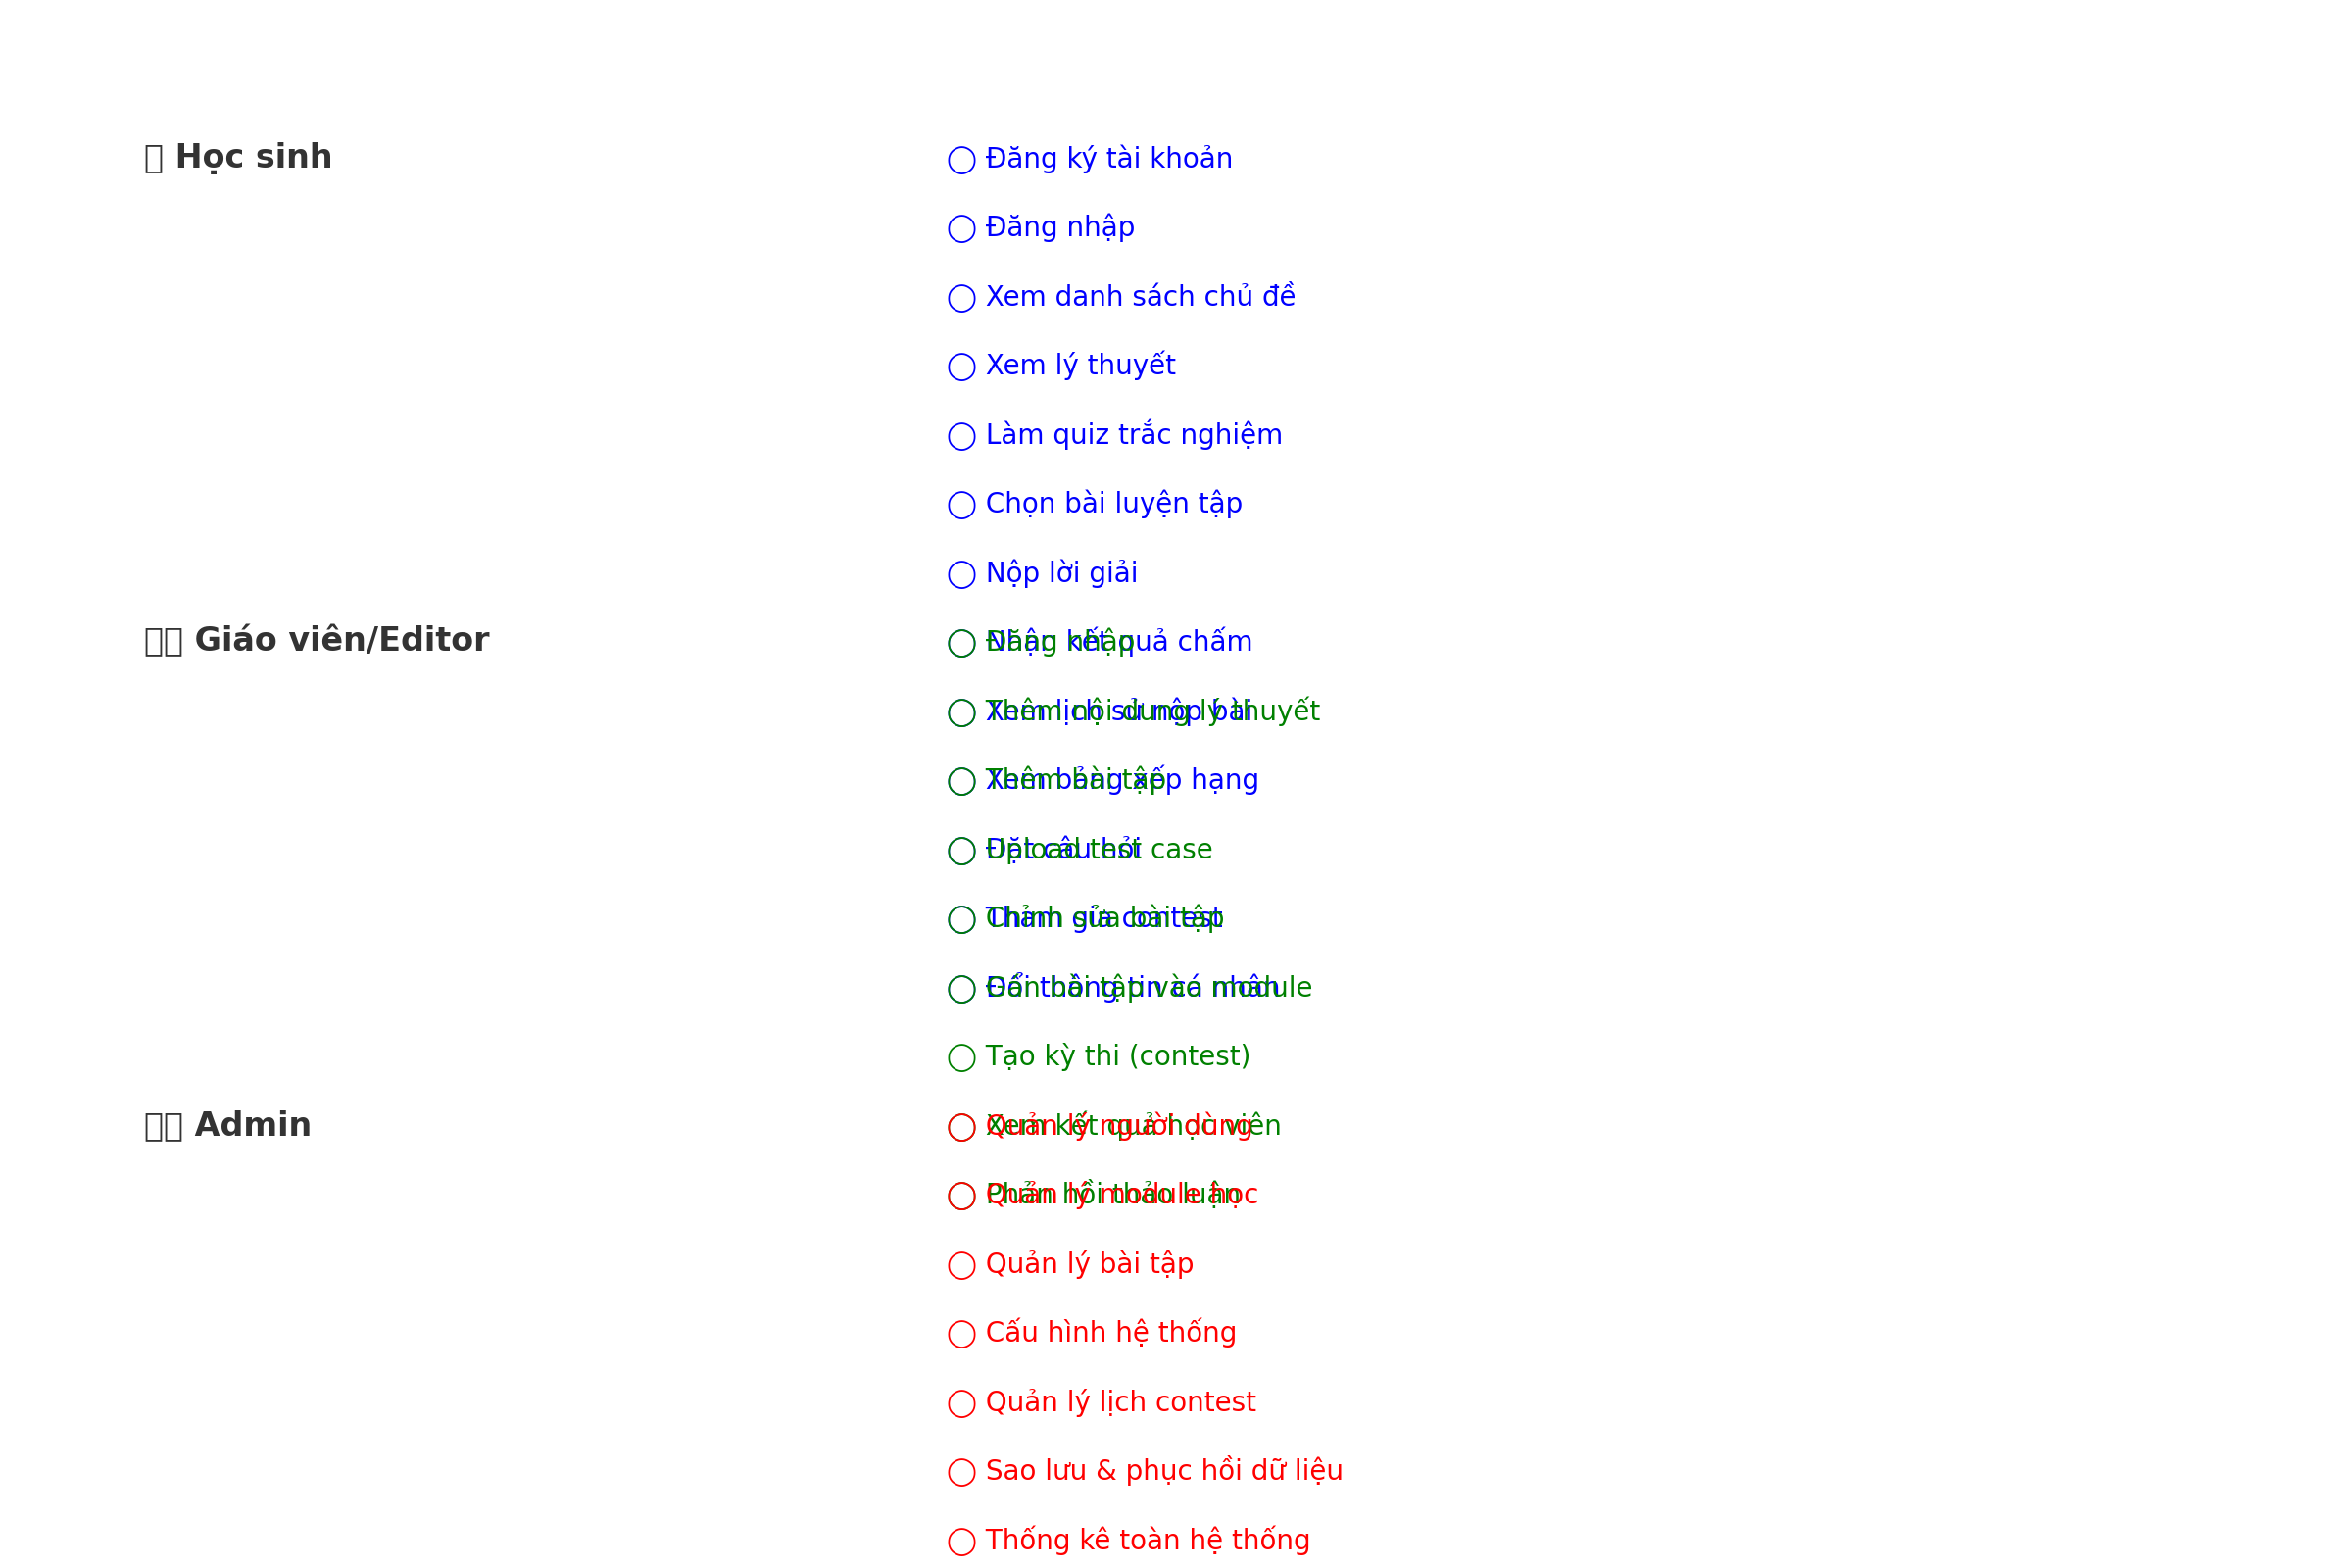 Học sinh
Đăng ký tài khoản
Đăng nhập
Xem danh sách chủ đề
Xem lý thuyết
Làm quiz trắc nghiệm
Chọn bài luyện tập
Nộp lời giải
Giáo viên/Editor
Nhận kết quả chấm
Đăng nhập
Xem lịch sử nộp bài
Thêm nội dung lý thuyết
Xem bảng xếp hạng
Thêm bài tập
Đặt câu hỏi
Upload test case
Tham gia contest
Chỉnh sửa bài tập
Đổi thông tin cá nhân
Gán bài tập vào module
Tạo kỳ thi (contest)
Admin
Xem kết quả học viên
Quản lý người dùng
Phản hồi thảo luận
Quản lý module học
Quản lý bài tập
Cấu hình hệ thống
Quản lý lịch contest
Sao lưu & phục hồi dữ liệu
Thống kê toàn hệ thống